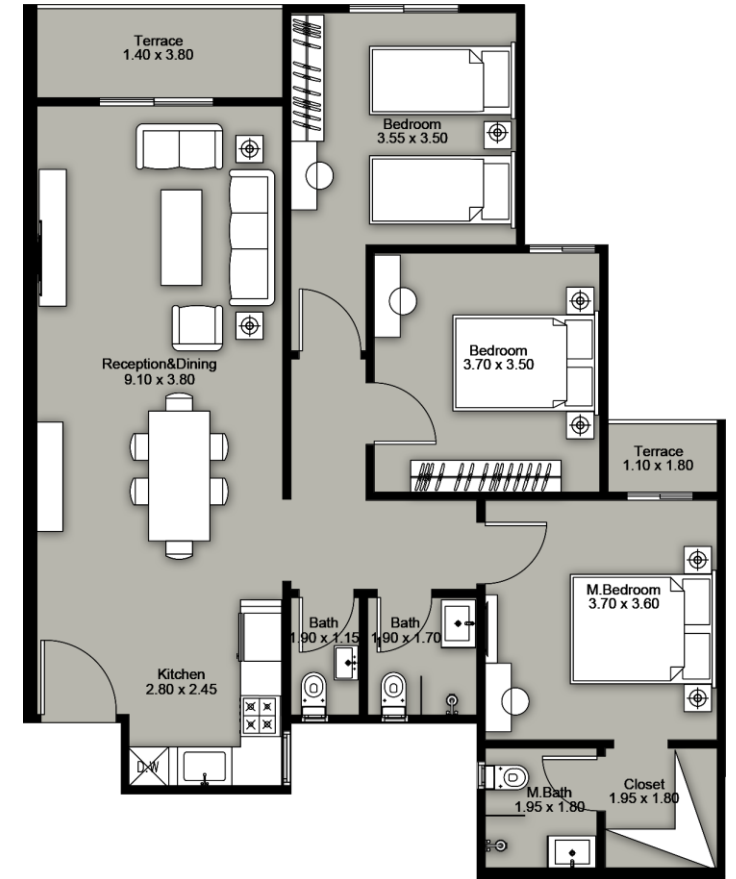 Terrace
1.40 x 3.80
Bedroom
3.55 x 3.50
Reception&Dining
9.10 x 3.80
Bedroom
3.70 x 3.50
Terrace
1.10 x 1.80
M.Bedroom
3.70 x 3.60
Bath
1.90 x 1.15
Bath
1.90 x 1.70
Kitchen
2.80 x 2.45
D.W
M.Bath
1.95 x 1.80
Closet
1.95 x 1.80